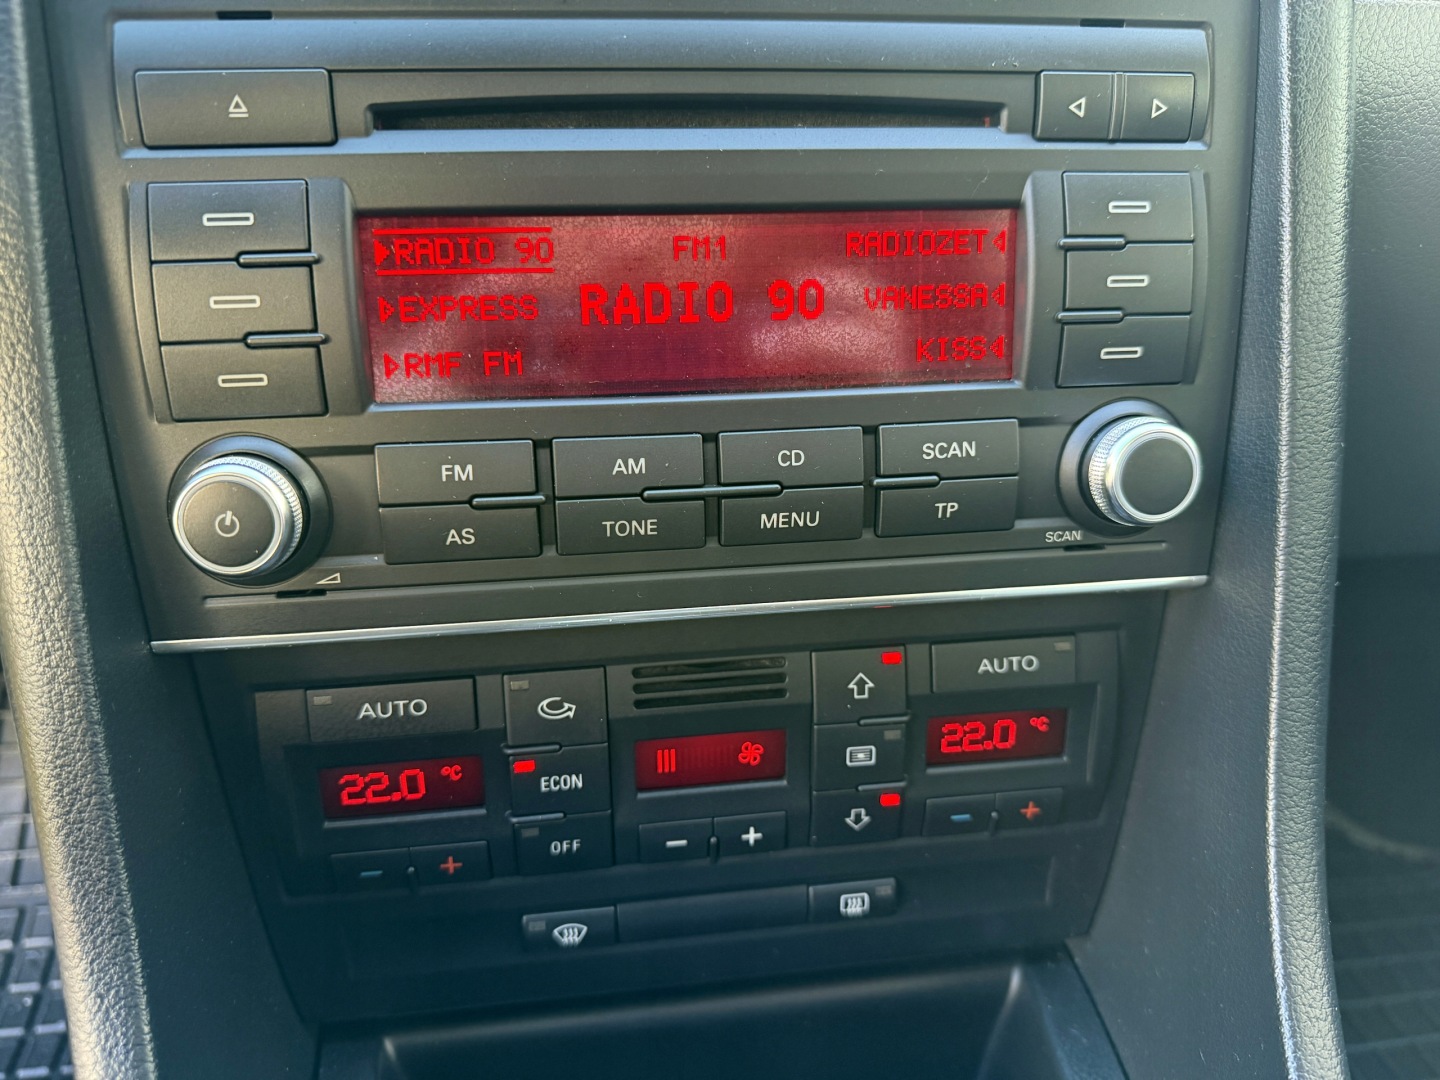 RADIO 90 FM1 RADIOZET
EXPRESS RADIO 90 VANESSA
RMF FM KISS
FM AM CD SCAN
AS TONE MENU TP
SCAN
AUTO AUTO
22.0 °C ECON 22.0 °C
OFF